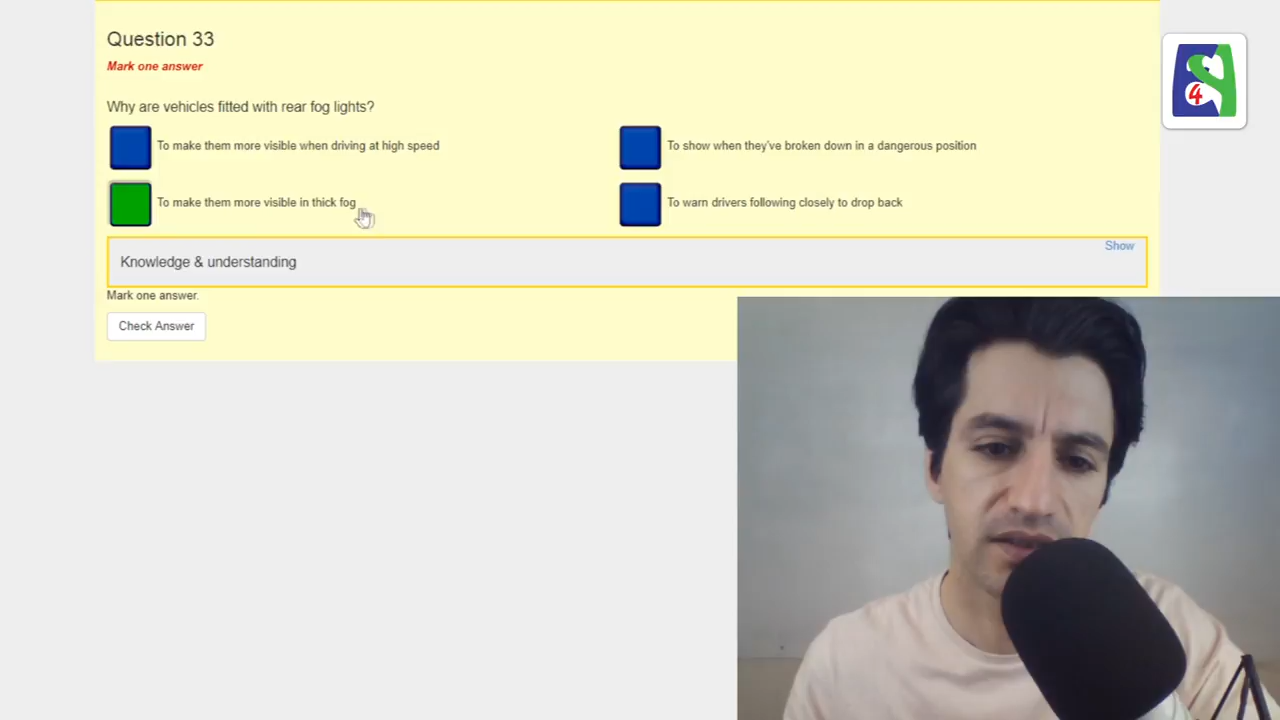 Question 33
Mark one answer
Why are vehicles fitted with rear fog lights?
To make them more visible when driving at high speed
To show when they've broken down in a dangerous position
To make them more visible in thick fog
To warn drivers following closely to drop back
Show
Knowledge & understanding
Mark one answer.
Check Answer
4